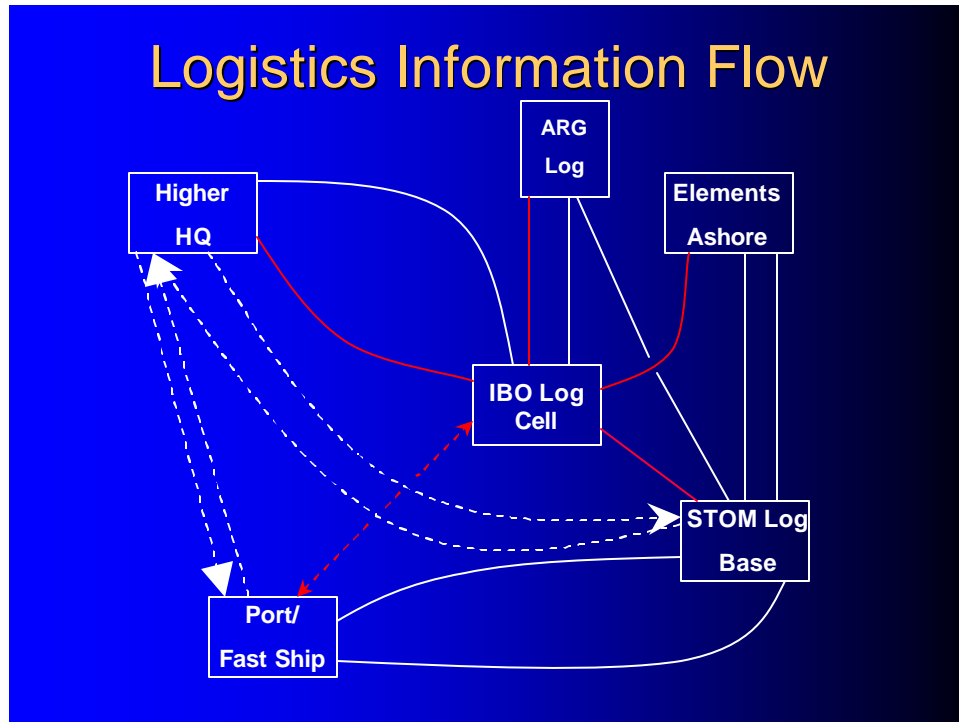 Logistics Information Flow
ARG
Log
Higher
HQ
Elements
Ashore
IBO Log
Cell
STOM Log
Base
Port/
Fast Ship